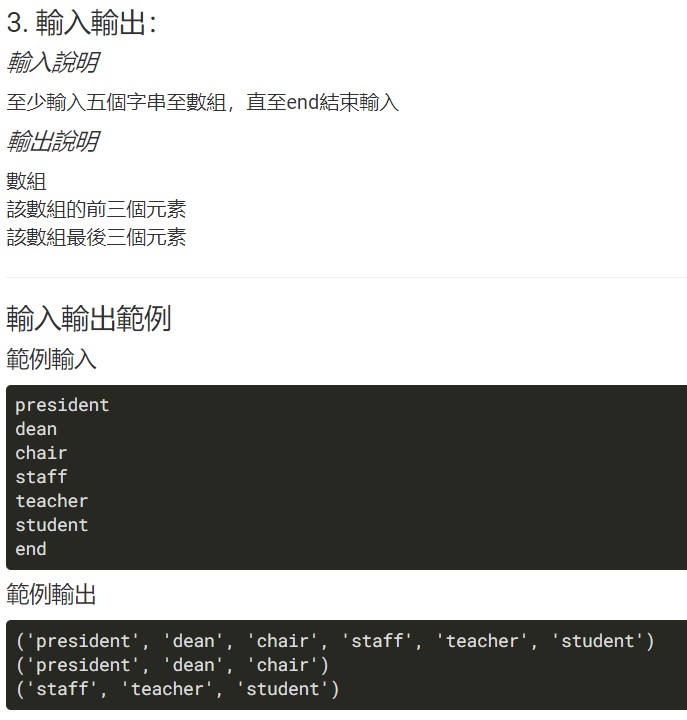 3. 輸入輸出：
輸入說明
至少輸入五個字串至數組，直至end結束輸入
輸出說明
數組
該數組的前三個元素
該數組最後三個元素
輸入輸出範例
範例輸入
president
dean
chair
staff
teacher
student
end
範例輸出
('president', 'dean', 'chair', 'staff', 'teacher', 'student')
('president', 'dean', 'chair')
('staff', 'teacher', 'student')